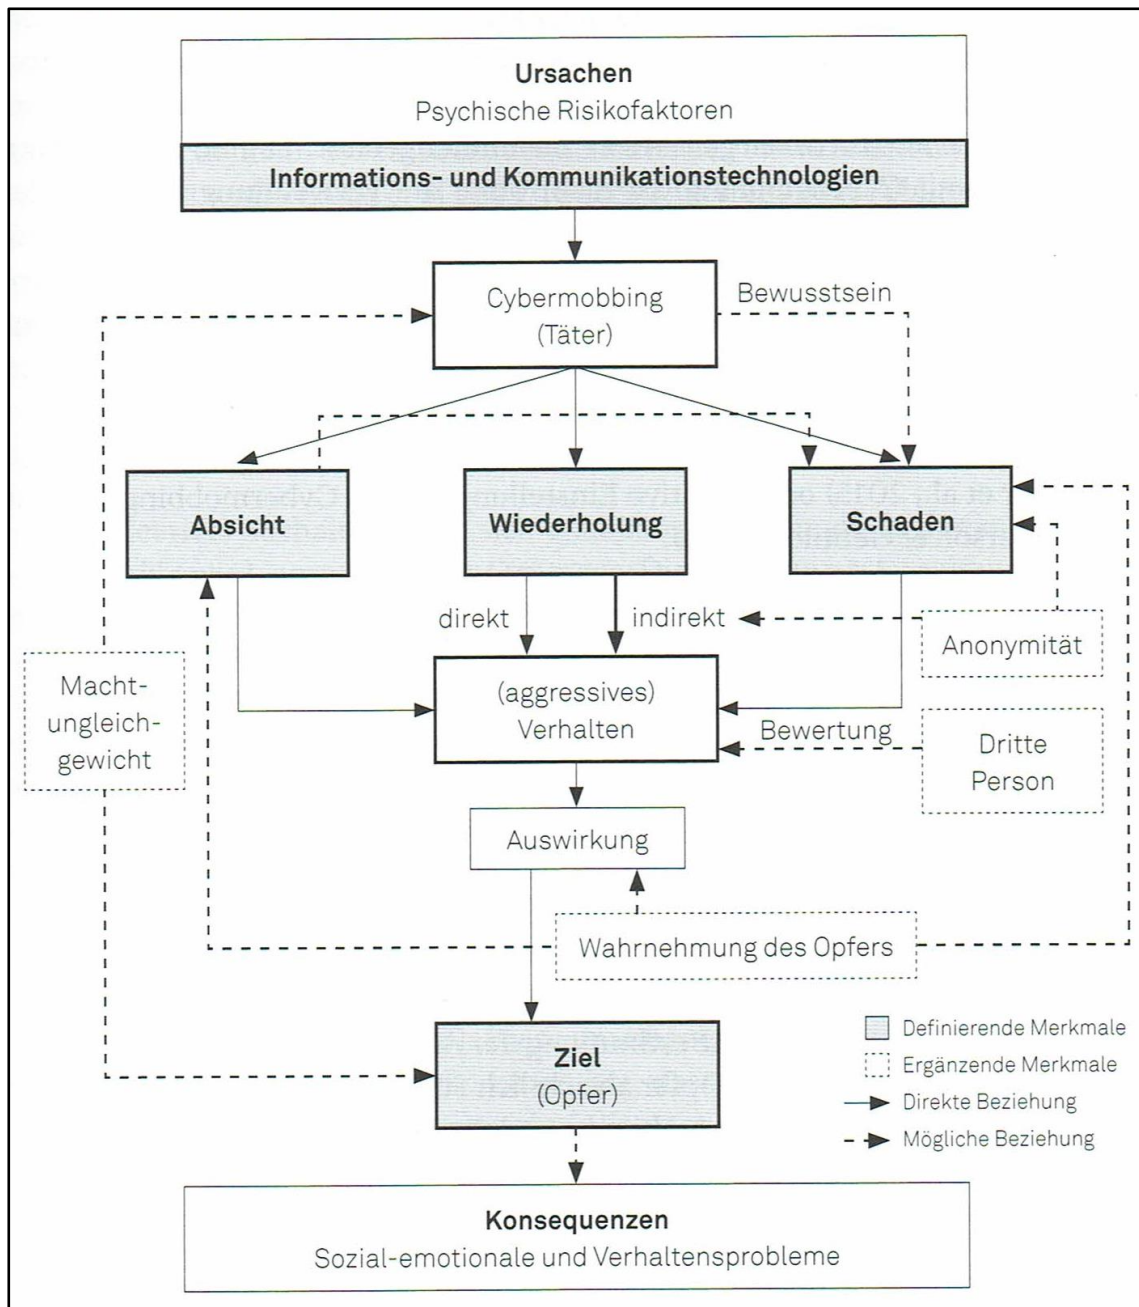 Ursachen
Psychische Risikofaktoren
Informations- und Kommunikationstechnologien
Cybermobbing
(Täter)
Bewusstsein
Absicht
Wiederholung
Schaden
direkt
indirekt
Anonymität
Macht-
ungleich-
gewicht
(aggressives)
Verhalten
Bewertung
Dritte
Person
Auswirkung
Wahrnehmung des Opfers
Ziel
(Opfer)
Definierende Merkmale
Ergänzende Merkmale
Direkte Beziehung
Mögliche Beziehung
Konsequenzen
Sozial-emotionale und Verhaltensprobleme